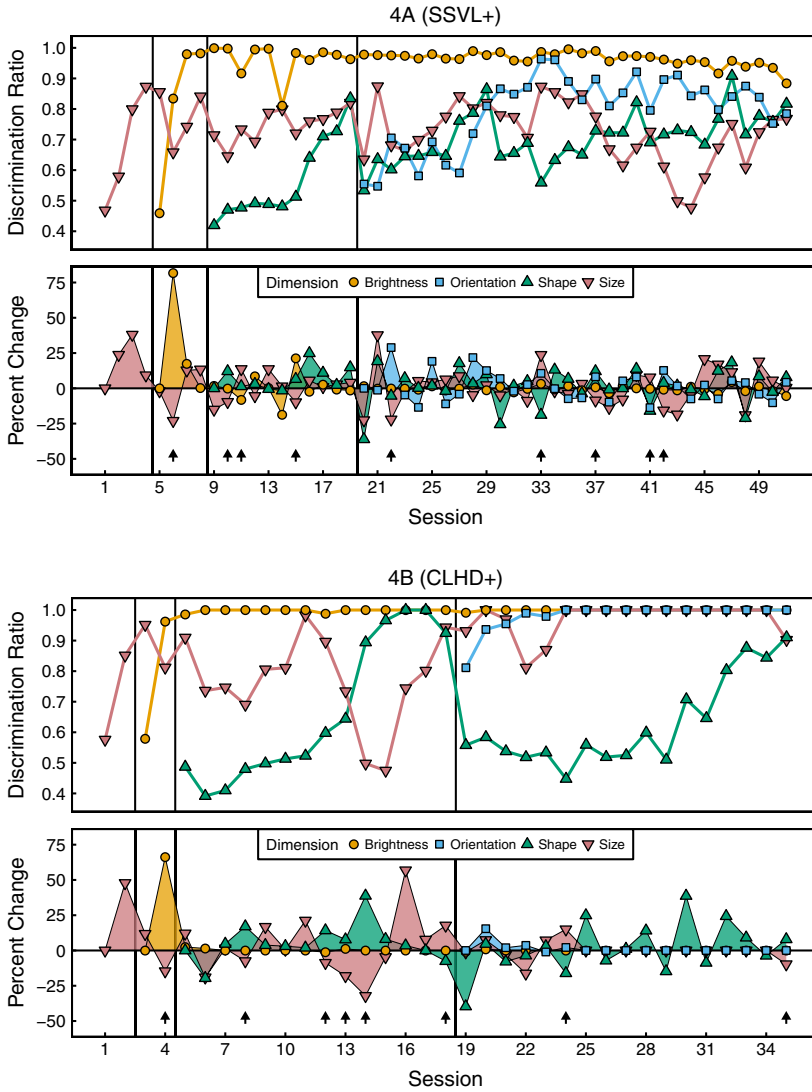 4A (SSVL+)
Discrimination Ratio
1.0
0.9
0.8
0.7
0.6
0.5
0.4
Percent Change
75
50
25
0
−25
−50
Dimension Brightness Orientation Shape Size
1 5 9 13 17 21 25 29 33 37 41 45 49
Session
4B (CLHD+)
Discrimination Ratio
1.0
0.9
0.8
0.7
0.6
0.5
0.4
Percent Change
75
50
25
0
−25
−50
Dimension Brightness Orientation Shape Size
1 4 7 10 13 16 19 22 25 28 31 34
Session